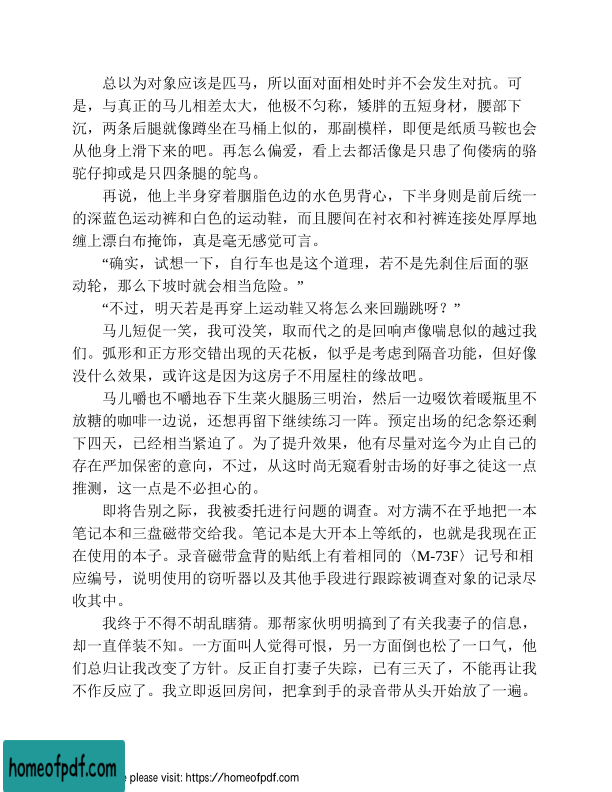 总以为对象应该是匹马，所以面对面相处时并不会发生对抗。可
是，与真正的马儿相差太大，他极不匀称，矮胖的五短身材，腰部下
沉，两条后腿就像蹲坐在马桶上似的，那副模样，即便是纸质马鞍也会
从他身上滑下来的吧。再怎么偏爱，看上去都活像是只患了佝偻病的骆
驼仔抑或是只四条腿的鸵鸟。
再说，他上半身穿着胭脂色边的水色男背心，下半身则是前后统一
的深蓝色运动裤和白色的运动鞋，而且腰间在衬衣和衬裤连接处厚厚地
缠上漂白布掩饰，真是毫无感觉可言。
“确实，试想一下，自行车也是这个道理，若不是先刹住后面的驱
动轮，那么下坡时就会相当危险。”
“不过，明天若是再穿上运动鞋又将怎么来回蹦跳呀？”
马儿短促一笑，我可没笑，取而代之的是回响声像喘息似的越过我
们。弧形和正方形交错出现的天花板，似乎是考虑到隔音功能，但好像
没什么效果，或许这是因为这房子不用屋柱的缘故吧。
马儿嚼也不嚼地吞下生菜火腿肠三明治，然后一边啜饮着暖瓶里不
放糖的咖啡一边说，还想再留下继续练习一阵。预定出场的纪念祭还剩
下四天，已经相当紧迫了。为了提升效果，他有尽量对迄今为止自己的
存在严加保密的意向，不过，从这时尚无窥看射击场的好事之徒这一点
推测，这一点是不必担心的。
即将告别之际，我被委托进行问题的调查。对方满不在乎地把一本
笔记本和三盘磁带交给我。笔记本是大开本上等纸的，也就是我现在正
在使用的本子。录音磁带盒背的贴纸上有着相同的〈M-73F〉记号和相
应编号，说明使用的窃听器以及其他手段进行跟踪被调查对象的记录尽
收其中。
我终于不得不胡乱瞎猜。那帮家伙明明搞到了有关我妻子的信息，
却一直佯装不知。一方面叫人觉得可恨，另一方面倒也松了一口气，他
们总归让我改变了方针。反正自打妻子失踪，已有三天了，不能再让我
不作反应了。我立即返回房间，把拿到手的录音带从头开始放了一遍。
homeofpdf.com
e please visit: https://homeofpdf.com